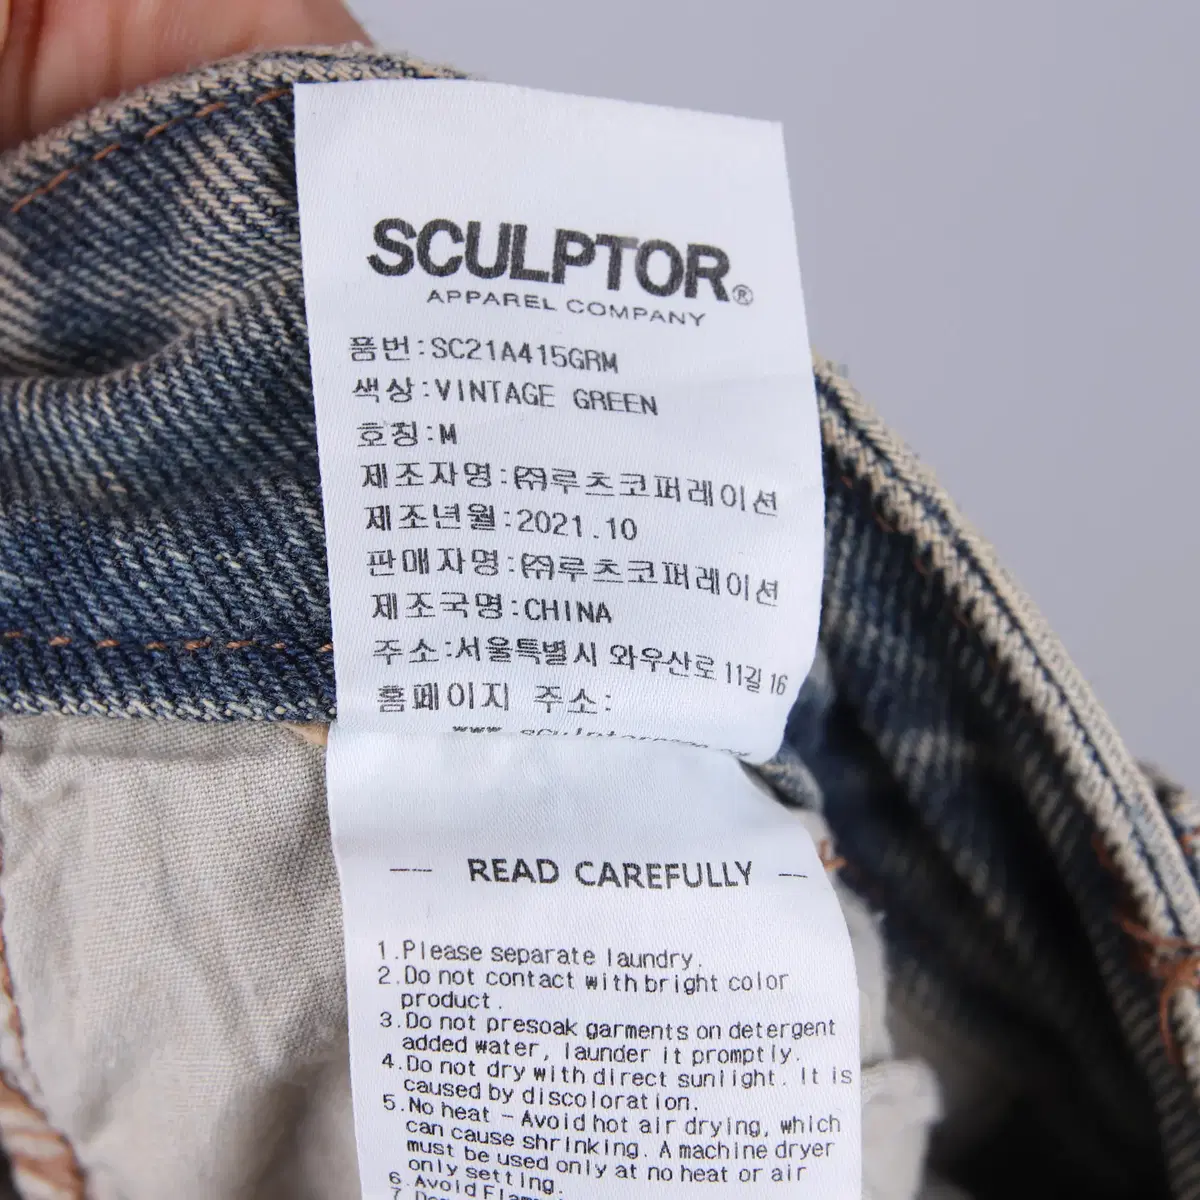 SCULPTOR®
APPAREL COMPANY
품번:SC21A415GRM
색상:VINTAGE GREEN
호칭:M
제조자명:㈜루츠코퍼레이션
제조년월:2021.10
판매자명:㈜루츠코퍼레이션
제조국명:CHINA
주소:서울특별시 와우산로 11길 16
홈페이지 주소:
READ CAREFULLY
1.Please separate laundry.
2.Do not contact with bright color
product.
3.Do not presoak garments on detergent
added water, launder it promptly.
4.Do not dry with direct sunlight. It is
caused by discoloration.
5.No heat - Avoid hot air drying, which
can cause shrinking. A machine dryer
must be used only at no heat or air
only setting.
6.Avoid
7.